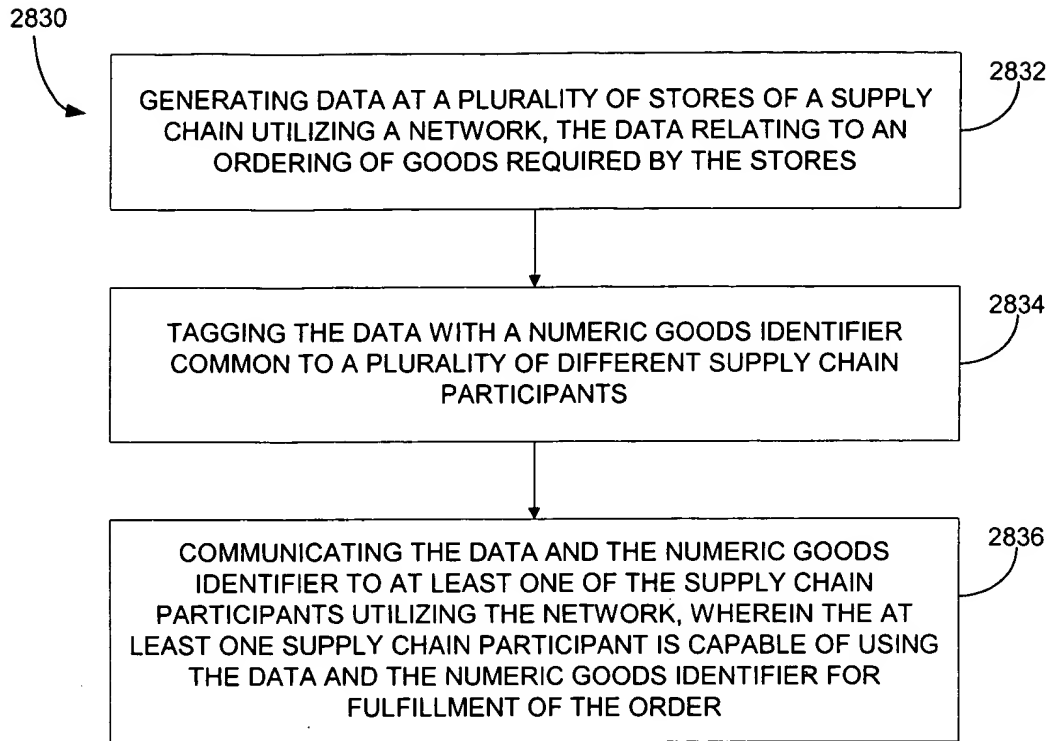 2830
2832
GENERATING DATA AT A PLURALITY OF STORES OF A SUPPLY
CHAIN UTILIZING A NETWORK, THE DATA RELATING TO AN
ORDERING OF GOODS REQUIRED BY THE STORES
2834
TAGGING THE DATA WITH A NUMERIC GOODS IDENTIFIER
COMMON TO A PLURALITY OF DIFFERENT SUPPLY CHAIN
PARTICIPANTS
2836
COMMUNICATING THE DATA AND THE NUMERIC GOODS
IDENTIFIER TO AT LEAST ONE OF THE SUPPLY CHAIN
PARTICIPANTS UTILIZING THE NETWORK, WHEREIN THE AT
LEAST ONE SUPPLY CHAIN PARTICIPANT IS CAPABLE OF USING
THE DATA AND THE NUMERIC GOODS IDENTIFIER FOR
FULFILLMENT OF THE ORDER